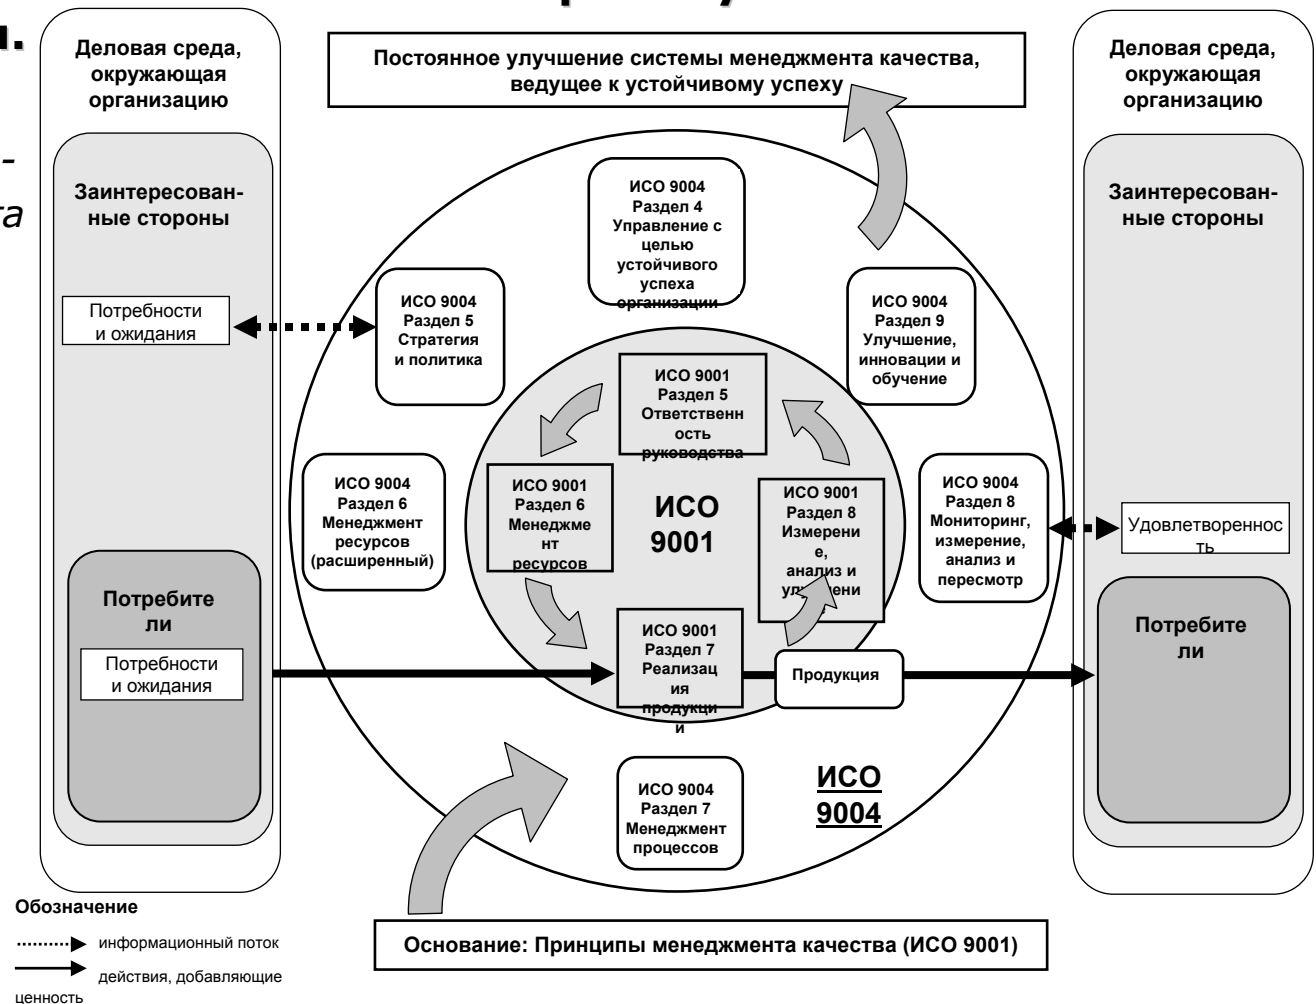 Деловая среда,
окружающая
организацию
Заинтересован-
ные стороны
Потребности
и ожидания
Потребите
ли
Потребности
и ожидания
Постоянное улучшение системы менеджмента качества,
ведущее к устойчивому успеху
ИСО 9004
Раздел 4
Управление с
целью
устойчивого
успеха
организации
ИСО 9004
Раздел 5
Стратегия
и политика
ИСО 9004
Раздел 9
Улучшение,
инновации и
обучение
ИСО 9001
Раздел 5
Ответственн
ость
руководства
ИСО 9004
Раздел 6
Менеджмент
ресурсов
(расширенный)
ИСО 9001
Раздел 6
Менеджме
нт
ресурсов
ИСО
9001
ИСО 9001
Раздел 8
Измерени
е,
анализ и
ИСО 9004
Раздел 8
Мониторинг,
измерение,
анализ и
пересмотр
ИСО 9001
Раздел 7
Реализац
ия
продукци
и
Продукция
ИСО 9004
Раздел 7
Менеджмент
процессов
ИСО
9004
Деловая среда,
окружающая
организацию
Заинтересован-
ные стороны
Удовлетвореннос
ть
Потребите
ли
Основание: Принципы менеджмента качества (ИСО 9001)
Обозначение
информационный поток
действия, добавляющие
ценность